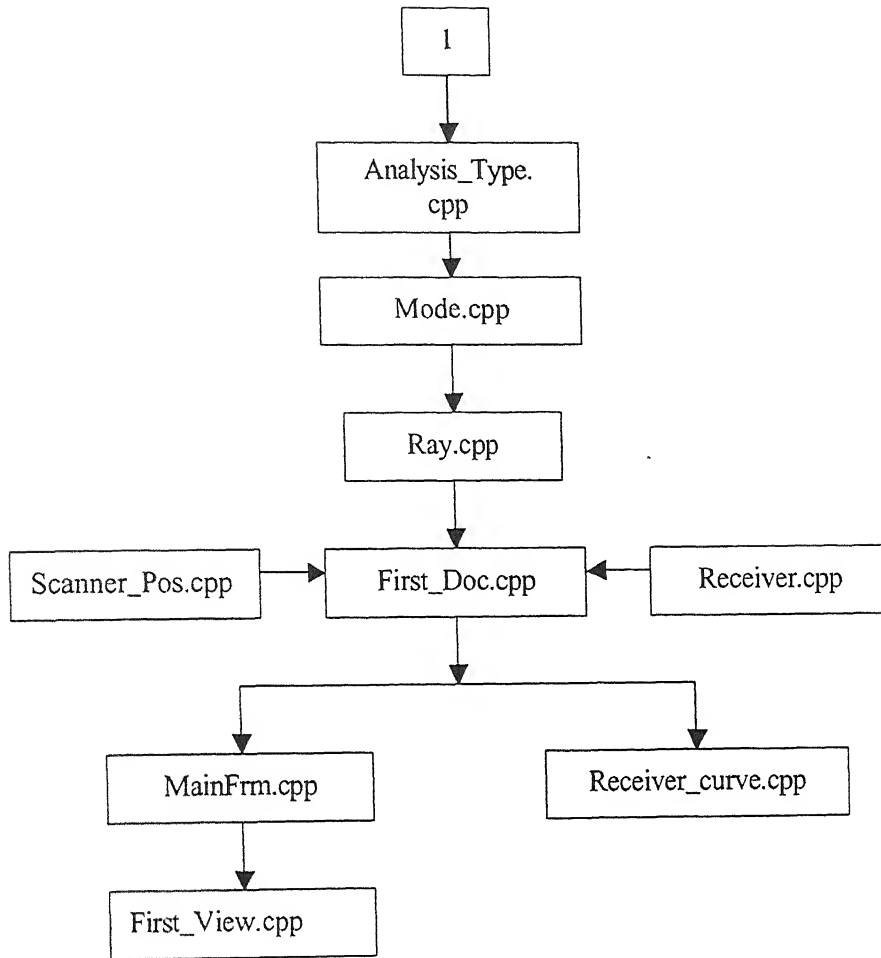 1
Analysis_Type.
cpp
Mode.cpp
Ray.cpp
Scanner_Pos.cpp
First_Doc.cpp
Receiver.cpp
MainFrm.cpp
Receiver_curve.cpp
First_View.cpp